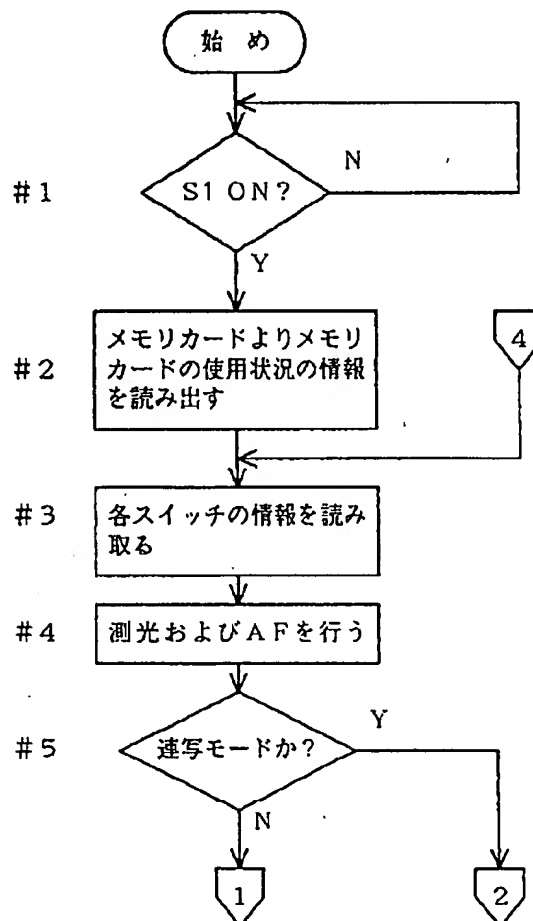 始 め
#1
S1 ON?
N
Y
#2
メモリカードよりメモリ
カードの使用状況の情報
を読み出す
4
#3
各スイッチの情報を読み
取る
#4
測光およびAFを行う
#5
連写モードか?
Y
N
1
2